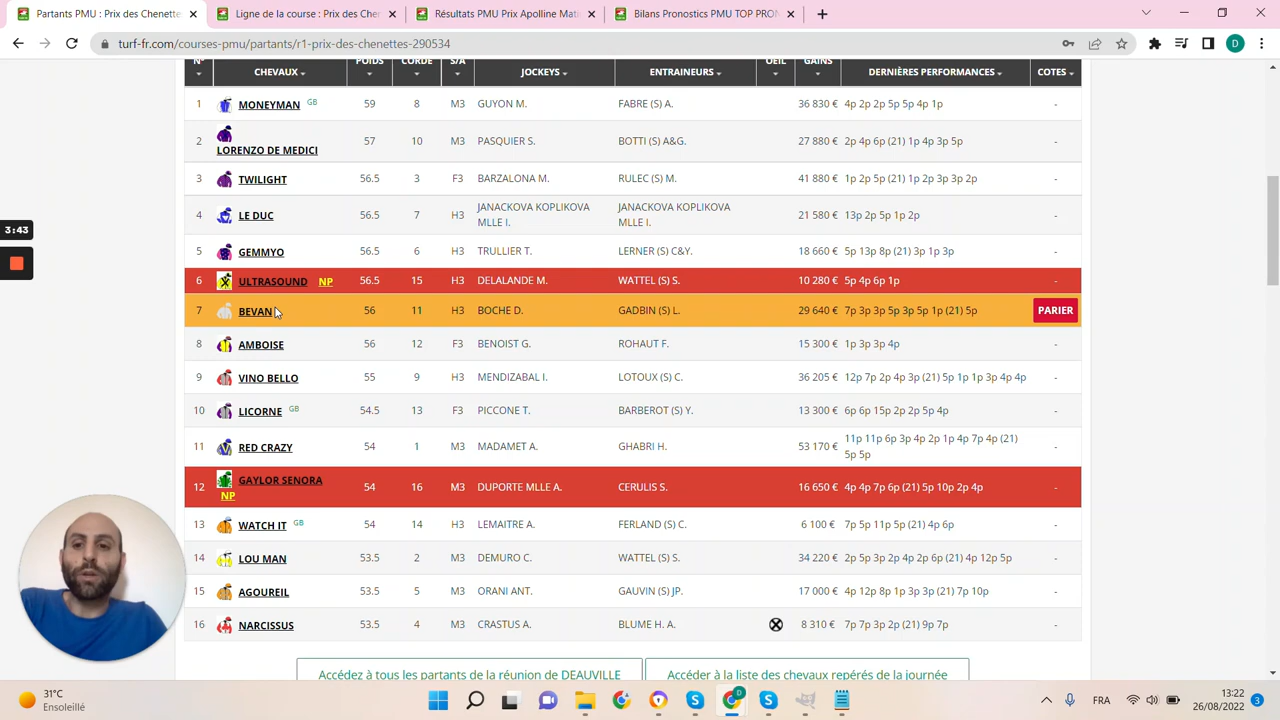 Partants PMU : Prix des Chenettes
Ligne de la course : Prix des Chen
Résultats PMU Prix Apolline Mati
Bilans Pronostics PMU TOP PRON
turf-fr.com/courses-pmu/partants/r1-prix-des-chenettes-290534
D
N° CHEVAUX POIDS CORDE S/A JOCKEYS ENTRAINEURS OEIL GAINS DERNIÈRES PERFORMANCES COTES
1 MONEYMAN GB 59 8 M3 GUYON M. FABRE (S) A. 36 830 € 4p 2p 2p 5p 5p 4p 1p -
2 LORENZO DE MEDICI 57 10 M3 PASQUIER S. BOTTI (S) A&G. 27 880 € 2p 4p 6p (21) 1p 4p 3p 5p -
3 TWILIGHT 56.5 3 F3 BARZALONA M. RULEC (S) M. 41 880 € 1p 2p 5p (21) 1p 2p 3p 3p 2p -
4 LE DUC 56.5 7 H3 JANACKOVA KOPLIKOVA MLLE I. JANACKOVA KOPLIKOVA MLLE I. 21 580 € 13p 2p 5p 1p 2p -
5 GEMMYO 56.5 6 H3 TRULLIER T. LERNER (S) C&Y. 18 660 € 5p 13p 8p (21) 3p 1p 3p -
6 ULTRASOUND NP 56.5 15 H3 DELALANDE M. WATTEL (S) S. 10 280 € 5p 4p 6p 1p -
7 BEVAN 56 11 H3 BOCHE D. GADBIN (S) L. 29 640 € 7p 3p 3p 5p 3p 5p 1p (21) 5p PARIER
8 AMBOISE 56 12 F3 BENOIST G. ROHAUT F. 15 300 € 1p 3p 3p 4p -
9 VINO BELLO 55 9 H3 MENDIZABAL I. LOTOUX (S) C. 36 205 € 12p 7p 2p 4p 3p (21) 5p 1p 1p 3p 4p 4p -
10 LICORNE GB 54.5 13 F3 PICCONE T. BARBEROT (S) Y. 13 300 € 6p 6p 15p 2p 2p 5p 4p -
11 RED CRAZY 54 1 M3 MADAMET A. GHABRI H. 53 170 € 11p 11p 6p 3p 4p 2p 1p 4p 7p 4p (21) 5p 5p -
12 GAYLOR SENORA NP 54 16 M3 DUPORTE MLLE A. CERULIS S. 16 650 € 4p 4p 7p 6p (21) 5p 10p 2p 4p -
13 WATCH IT GB 54 14 H3 LEMAITRE A. FERLAND (S) C. 6 100 € 7p 5p 11p 5p (21) 4p 6p -
14 LOU MAN 53.5 2 M3 DEMURO C. WATTEL (S) S. 34 220 € 2p 5p 3p 2p 4p 2p 6p (21) 4p 12p 5p -
15 AGOUREIL 53.5 5 M3 ORANI ANT. GAUVIN (S) JP. 17 000 € 4p 12p 8p 1p 3p 3p (21) 7p 10p -
16 NARCISSUS 53.5 4 M3 CRASTUS A. BLUME H. A. 8 310 € 7p 7p 3p 2p (21) 9p 7p -
Accédez à tous les partants de la réunion de DEAUVILLE
Accéder à la liste des chevaux repérés de la journée
3:43
31°C
Ensoleillé
D
FRA
13:22
26/08/2022
3